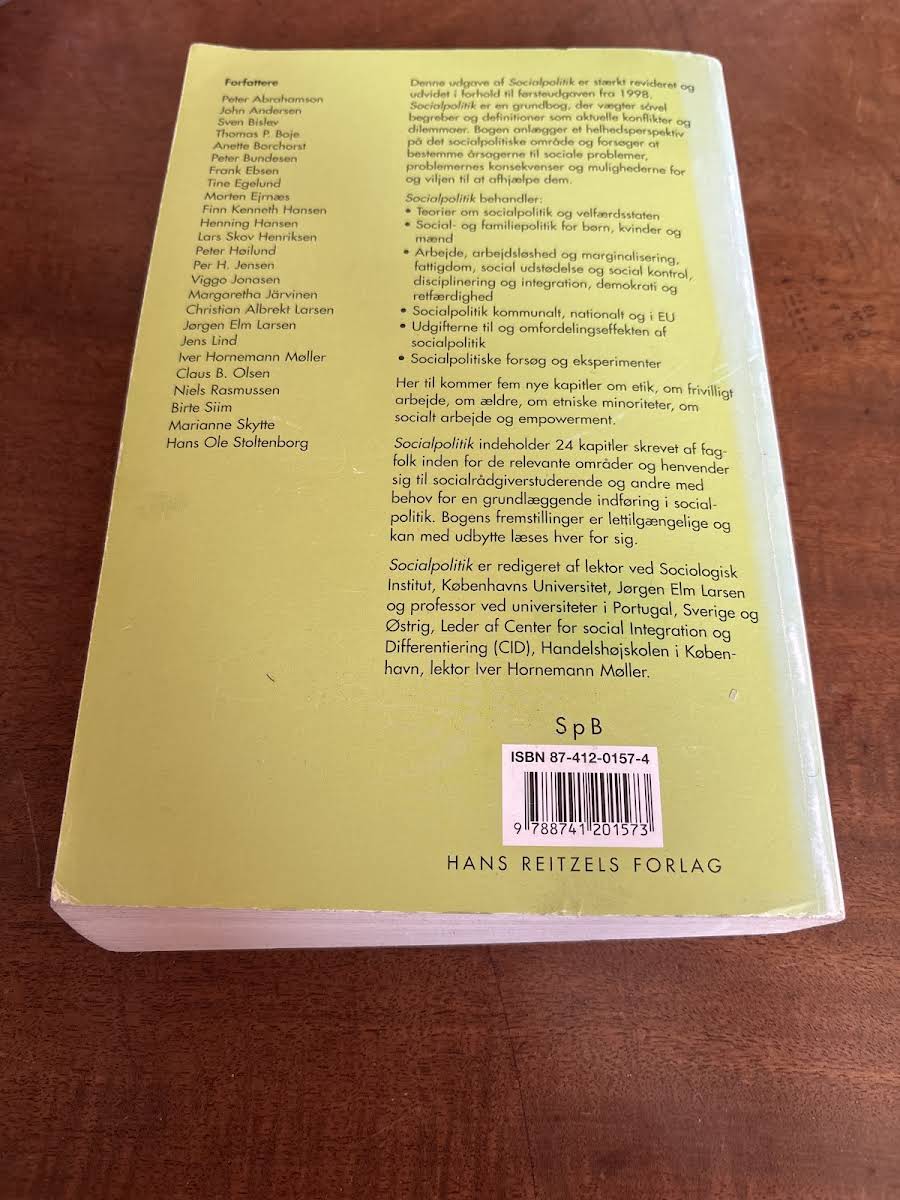 Forfattere
Peter Abrahamson
John Andersen
Sven Bislev
Thomas P. Boje
Anette Borchorst
Peter Bundesen
Frank Ebsen
Tine Egelund
Morten Ejrnæs
Finn Kenneth Hansen
Henning Hansen
Lars Skov Henriksen
Peter Høilund
Per H. Jensen
Viggo Jonasen
Margaretha Järvinen
Christian Albrekt Larsen
Jørgen Elm Larsen
Jens Lind
Iver Hornemann Møller
Claus B. Olsen
Niels Rasmussen
Birte Siim
Marianne Skytte
Hans Ole Stoltenborg
Denne udgave af Socialpolitik er stærkt revideret og
udvidet i forhold til førsteudgaven fra 1998.
Socialpolitik er en grundbog, der vægter såvel
begreber og definitioner som aktuelle konflikter og
dilemmaer. Bogen anlægger et helhedsperspektiv
på det socialpolitiske område og forsøger at
bestemme årsagerne til sociale problemer,
problemernes konsekvenser og mulighederne for
og viljen til at afhjælpe dem.
Socialpolitik behandler:
• Teorier om socialpolitik og velfærdsstaten
• Social- og familiepolitik for børn, kvinder og
mænd
• Arbejde, arbejdsløshed og marginalisering,
fattigdom, social udstødelse og social kontrol,
disciplinering og integration, demokrati og
retfærdighed
• Socialpolitik kommunalt, nationalt og i EU
• Udgifterne til og omfordelingseffekten af
socialpolitik
• Socialpolitiske forsøg og eksperimenter
Her til kommer fem nye kapitler om etik, om frivilligt
arbejde, om ældre, om etniske minoriteter, om
socialt arbejde og empowerment.
Socialpolitik indeholder 24 kapitler skrevet af fag-
folk inden for de relevante områder og henvender
sig til socialrådgiverstuderende og andre med
behov for en grundlæggende indføring i social-
politik. Bogens fremstillinger er lettilgængelige og
kan med udbytte læses hver for sig.
Socialpolitik er redigeret af lektor ved Sociologisk
Institut, Københavns Universitet, Jørgen Elm Larsen
og professor ved universiteter i Portugal, Sverige og
Østrig, Leder af Center for social Integration og
Differentiering (CID), Handelshøjskolen i Køben-
havn, lektor Iver Hornemann Møller.
SpB
ISBN 87-412-0157-4
9 788741 201573
HANS REITZELS FORLAG